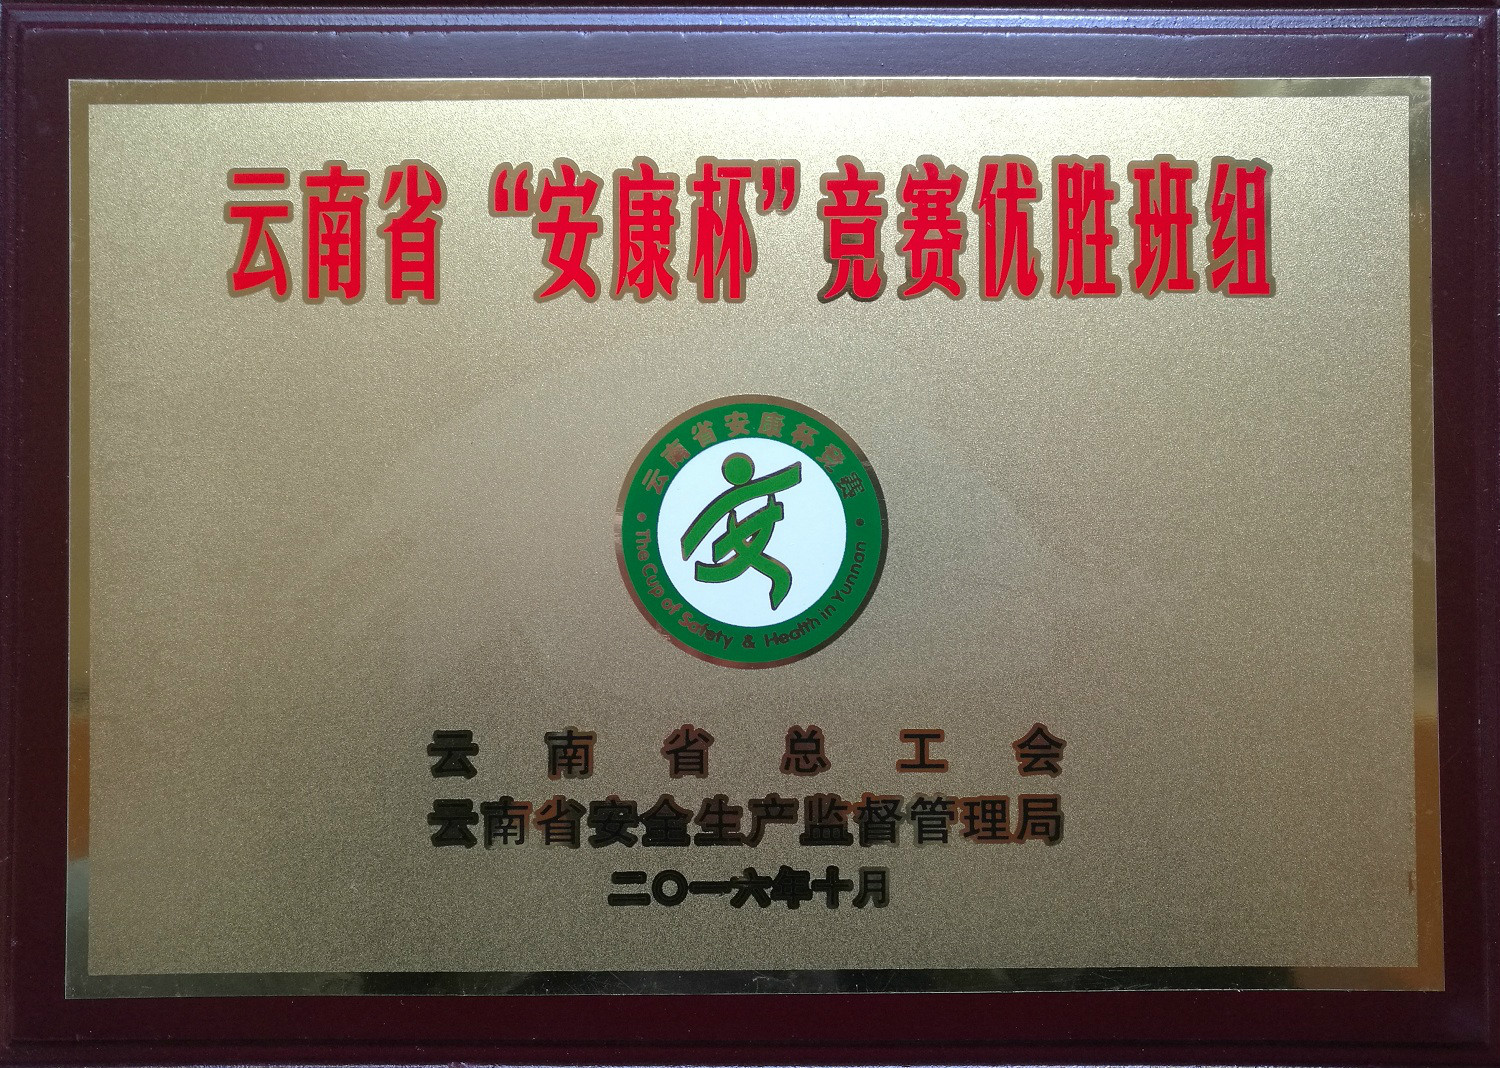 云南省“安康杯”竞赛优胜班组
云南省安康杯竞赛
The Cup of Safety & Health in Yunnan
安
云南省总工会
云南省安全生产监督管理局
二〇一六年十月